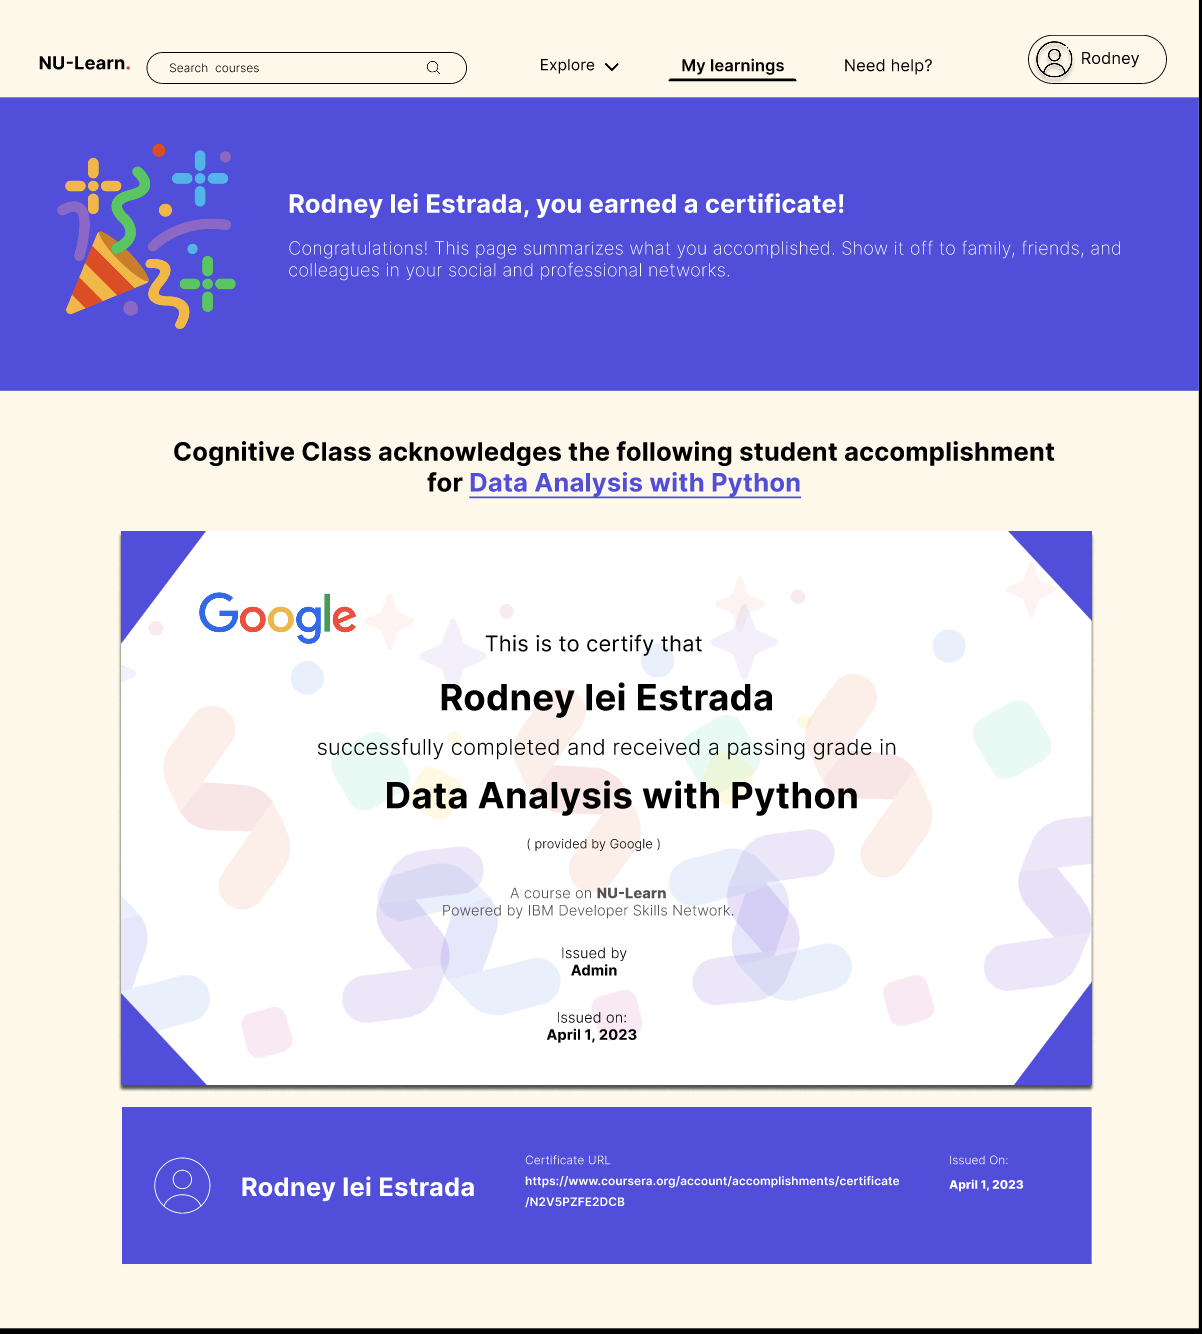 NU-Learn.
Search courses
Explore
My learnings
Need help?
Rodney
Rodney Iei Estrada, you earned a certificate!
Congratulations! This page summarizes what you accomplished. Show it off to family, friends, and
colleagues in your social and professional networks.
Cognitive Class acknowledges the following student accomplishment
for Data Analysis with Python
Google
This is to certify that
Rodney Iei Estrada
successfully completed and received a passing grade in
Data Analysis with Python
( provided by Google )
A course on NU-Learn
Powered by IBM Developer Skills Network.
Issued by
Admin
Issued on:
April 1, 2023
Rodney Iei Estrada
Certificate URL
https://www.coursera.org/account/accomplishments/certificate
/N2V5PZFE2DCB
Issued On:
April 1, 2023